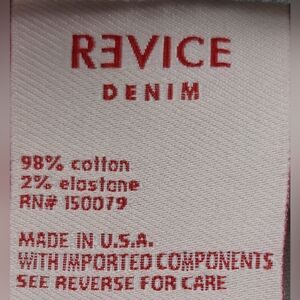 RƎVICE
DENIM
98% cotton
2% elastane
RN# 150079
MADE IN U.S.A.
WITH IMPORTED COMPONENTS
SEE REVERSE FOR CARE